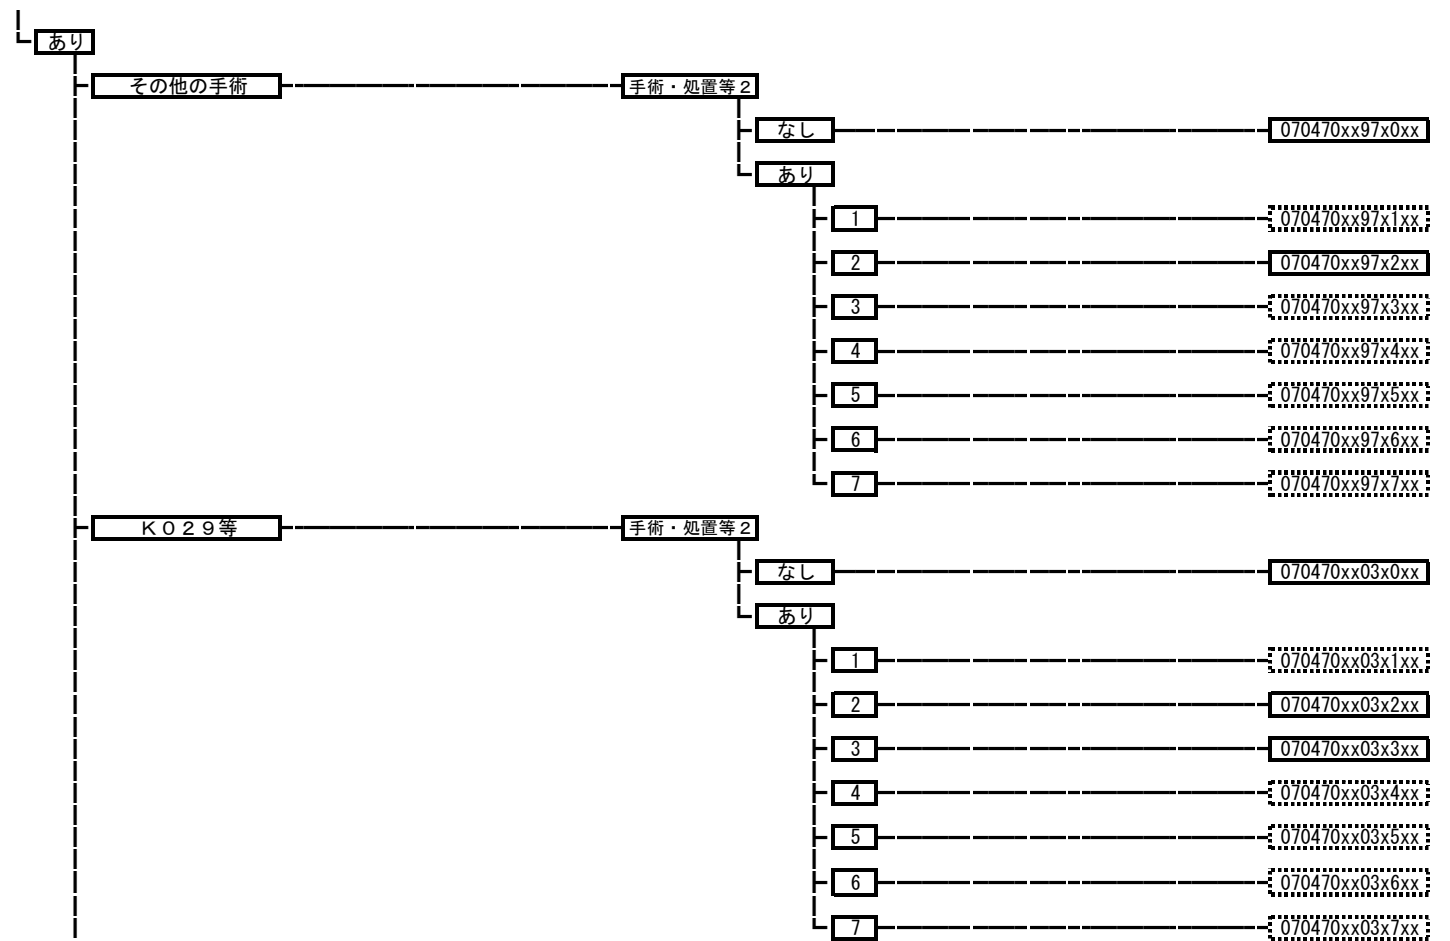 あり
その他の手術 手術・処置等２
なし 070470xx97x0xx
あり
1 070470xx97x1xx
2 070470xx97x2xx
3 070470xx97x3xx
4 070470xx97x4xx
5 070470xx97x5xx
6 070470xx97x6xx
7 070470xx97x7xx
Ｋ０２９等 手術・処置等２
なし 070470xx03x0xx
あり
1 070470xx03x1xx
2 070470xx03x2xx
3 070470xx03x3xx
4 070470xx03x4xx
5 070470xx03x5xx
6 070470xx03x6xx
7 070470xx03x7xx